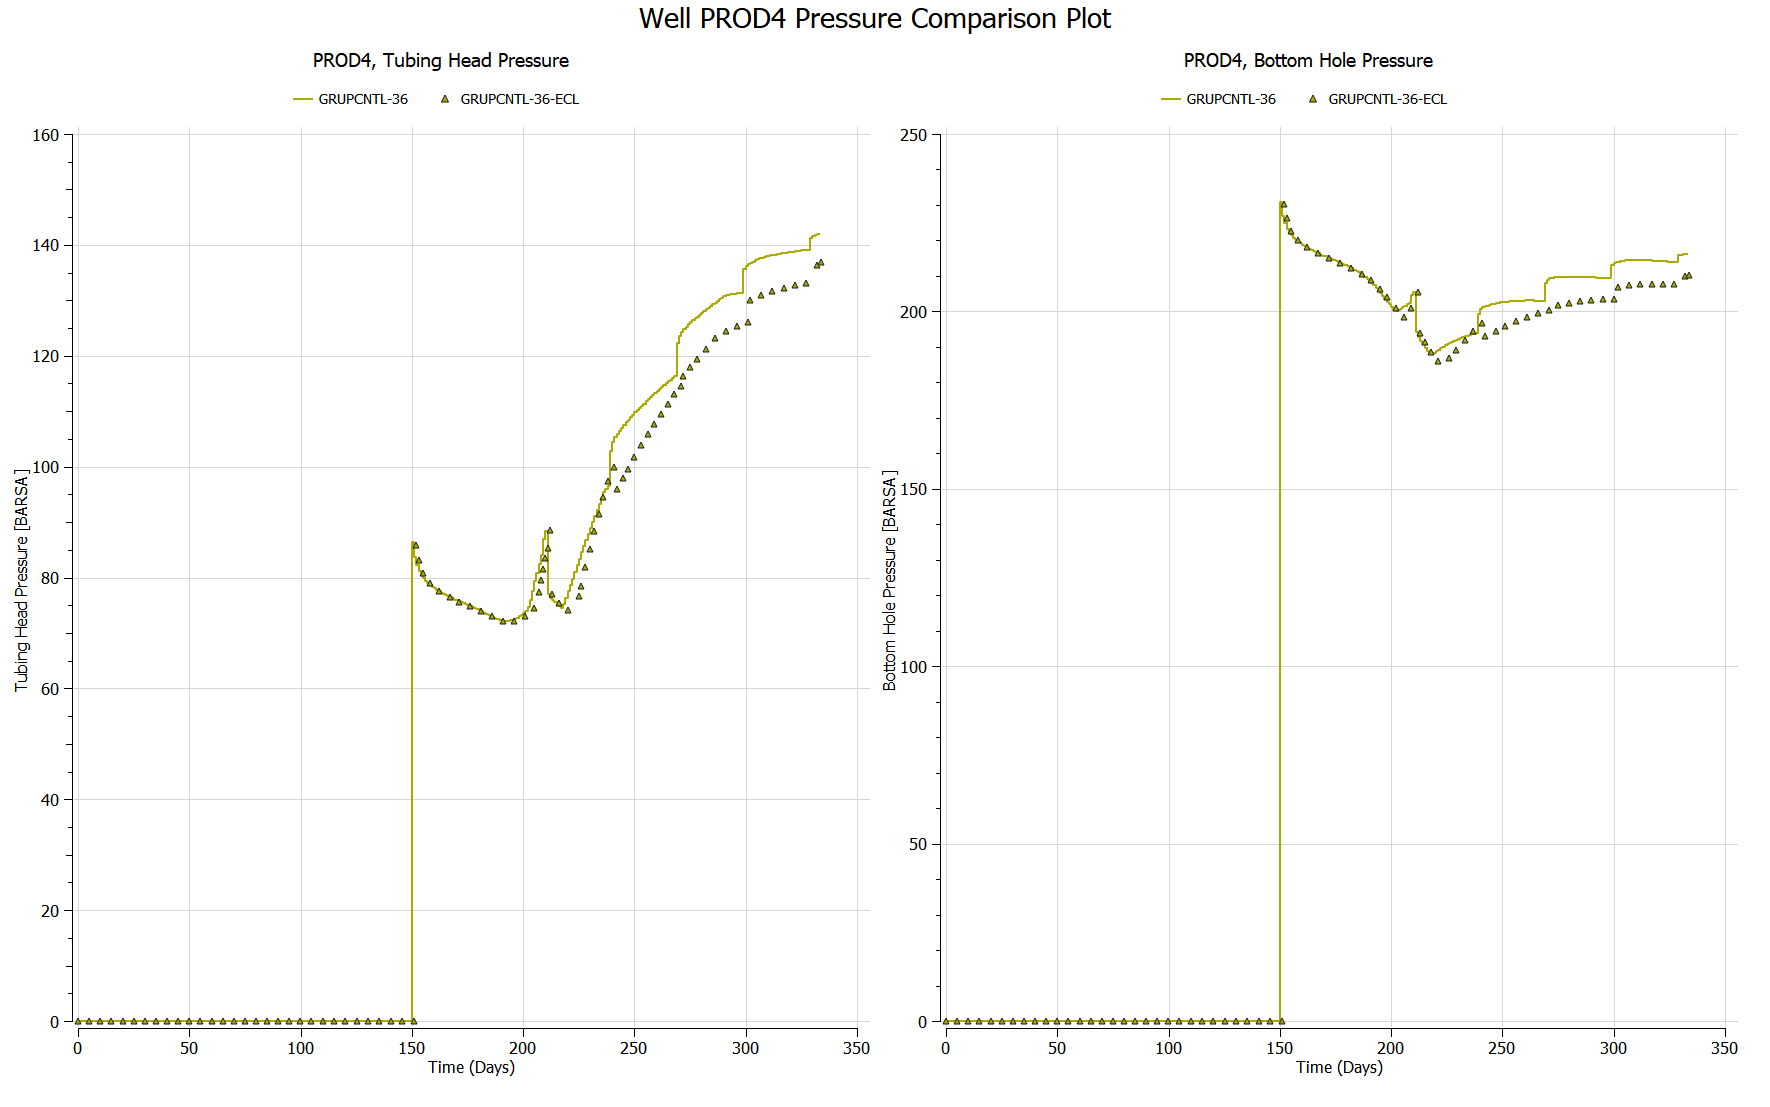 Well PROD4 Pressure Comparison Plot
PROD4, Tubing Head Pressure
GRUPCNTL-36 GRUPCNTL-36-ECL
160
140
120
100
80
60
40
20
0
Tubing Head Pressure [BARSA]
0 50 100 150 200 250 300 350
Time (Days)
PROD4, Bottom Hole Pressure
GRUPCNTL-36 GRUPCNTL-36-ECL
250
200
150
100
50
0
Bottom Hole Pressure [BARSA]
0 50 100 150 200 250 300 350
Time (Days)